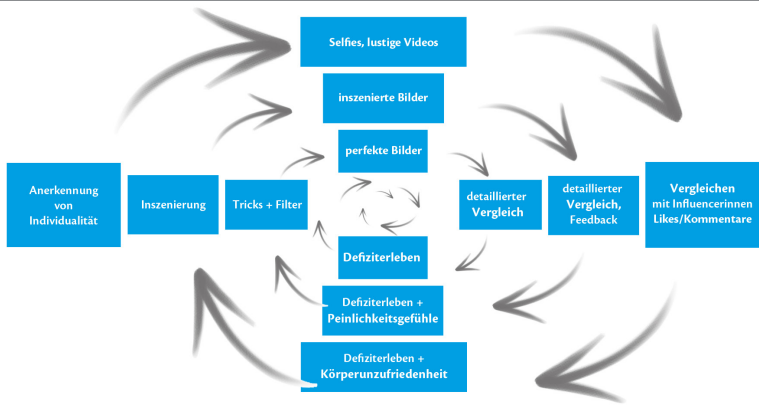 Selfies, lustige Videos
inszenierte Bilder
perfekte Bilder
Anerkennung
von
Individualität
Inszenierung
Tricks + Filter
detaillierter
Vergleich
detaillierter
Vergleich,
Feedback
Vergleichen
mit Influencerinnen
Likes/Kommentare
Defiziterleben
Defiziterleben +
Peinlichkeitsgefühle
Defiziterleben +
Körperunzufriedenheit